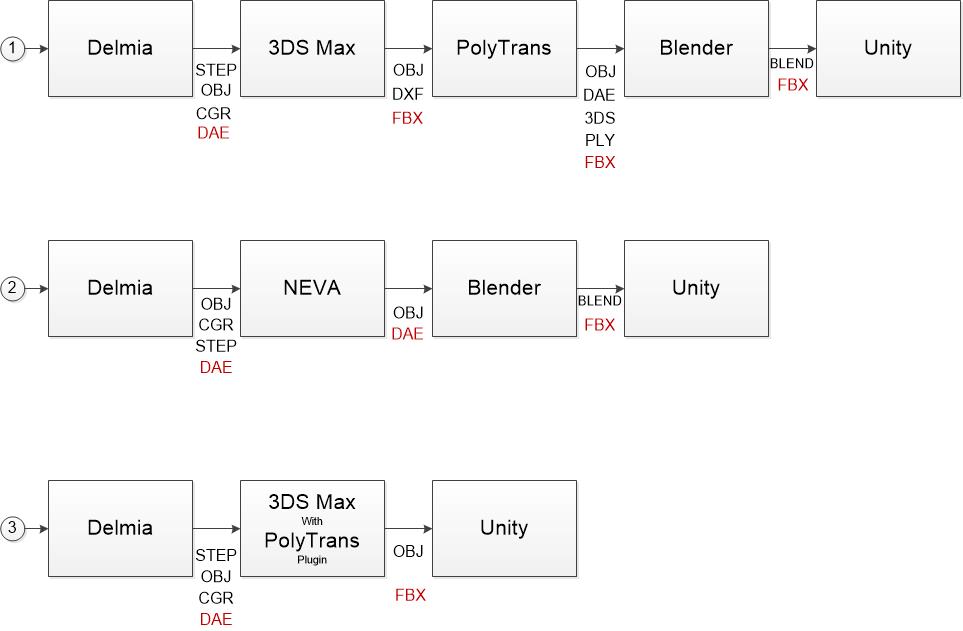 1
Delmia
3DS Max
PolyTrans
Blender
Unity
STEP
OBJ
CGR
DAE
OBJ
DXF
FBX
OBJ
DAE
3DS
PLY
FBX
BLEND
FBX
2
Delmia
NEVA
Blender
Unity
OBJ
CGR
STEP
DAE
OBJ
DAE
BLEND
FBX
3
Delmia
3DS Max
With
PolyTrans
Plugin
Unity
STEP
OBJ
CGR
DAE
OBJ
FBX